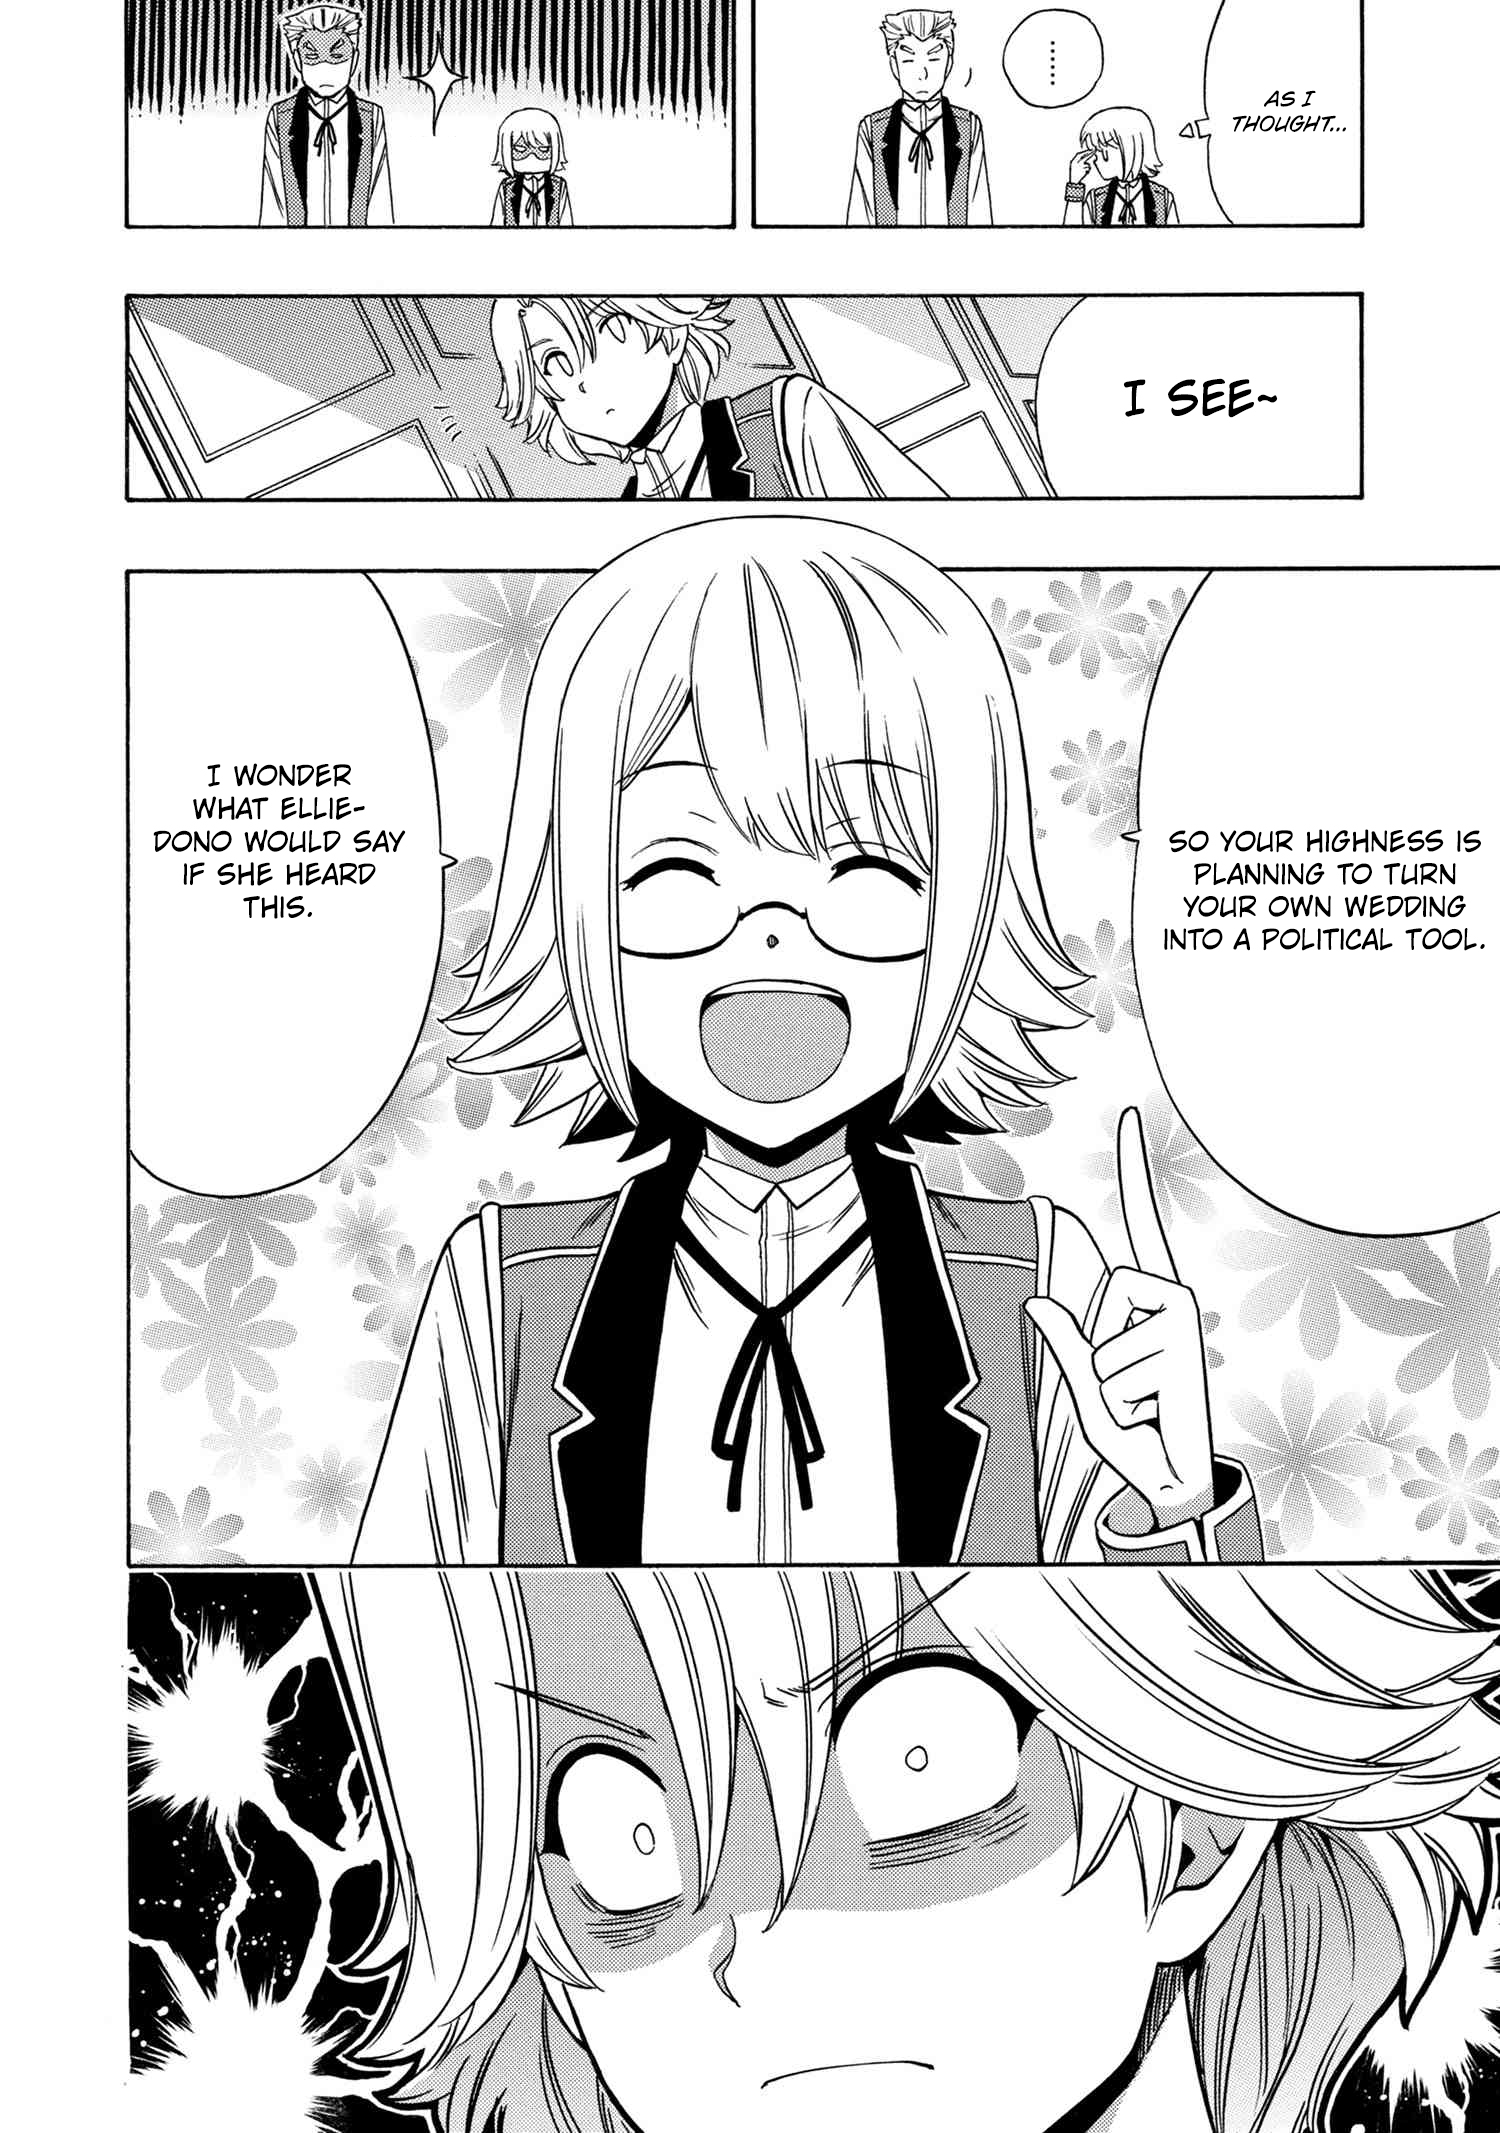 AS I
THOUGHT...
I SEE~
SO YOUR HIGHNESS IS
PLANNING TO TURN
YOUR OWN WEDDING
INTO A POLITICAL TOOL.
I WONDER
WHAT ELLIE-
DONO WOULD SAY
IF SHE HEARD
THIS.